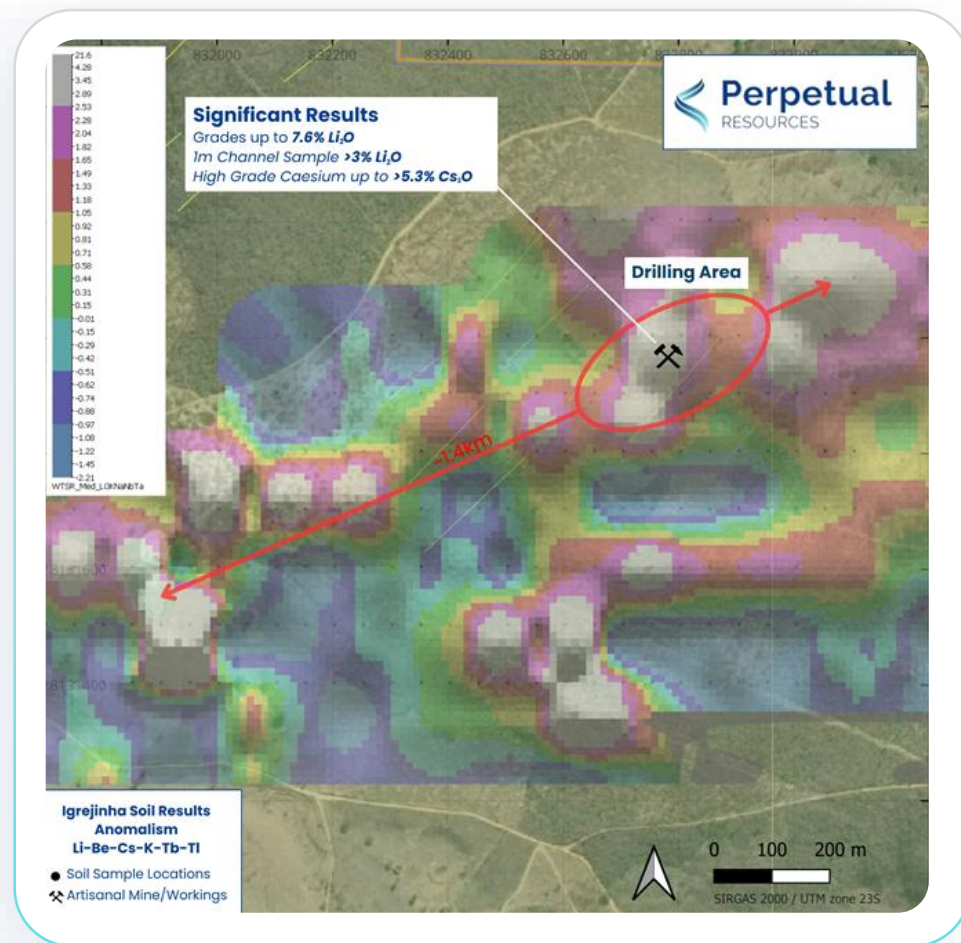 832000 832200 832400 832600 832800
21.6
4.28
3.45
2.89
2.53
2.28
2.04
1.82
1.65
1.49
1.33
1.18
1.05
0.92
0.81
0.71
0.58
0.44
0.31
0.15
-0.01
-0.15
-0.29
-0.42
-0.51
-0.62
-0.74
-0.88
-0.97
-1.08
-1.22
-1.45
-2.21
WTSR_Med_LGKNaNbTa
Significant Results
Grades up to 7.6% Li₂O
1m Channel Sample >3% Li₂O
High Grade Caesium up to >5.3% Cs₂O
Perpetual
RESOURCES
Drilling Area
~1.4km
8181600
8181400
Igrejinha Soil Results
Anomalism
Li-Be-Cs-K-Tb-Tl
Soil Sample Locations
Artisanal Mine/Workings
0 100 200 m
SIRGAS 2000 / UTM zone 23S